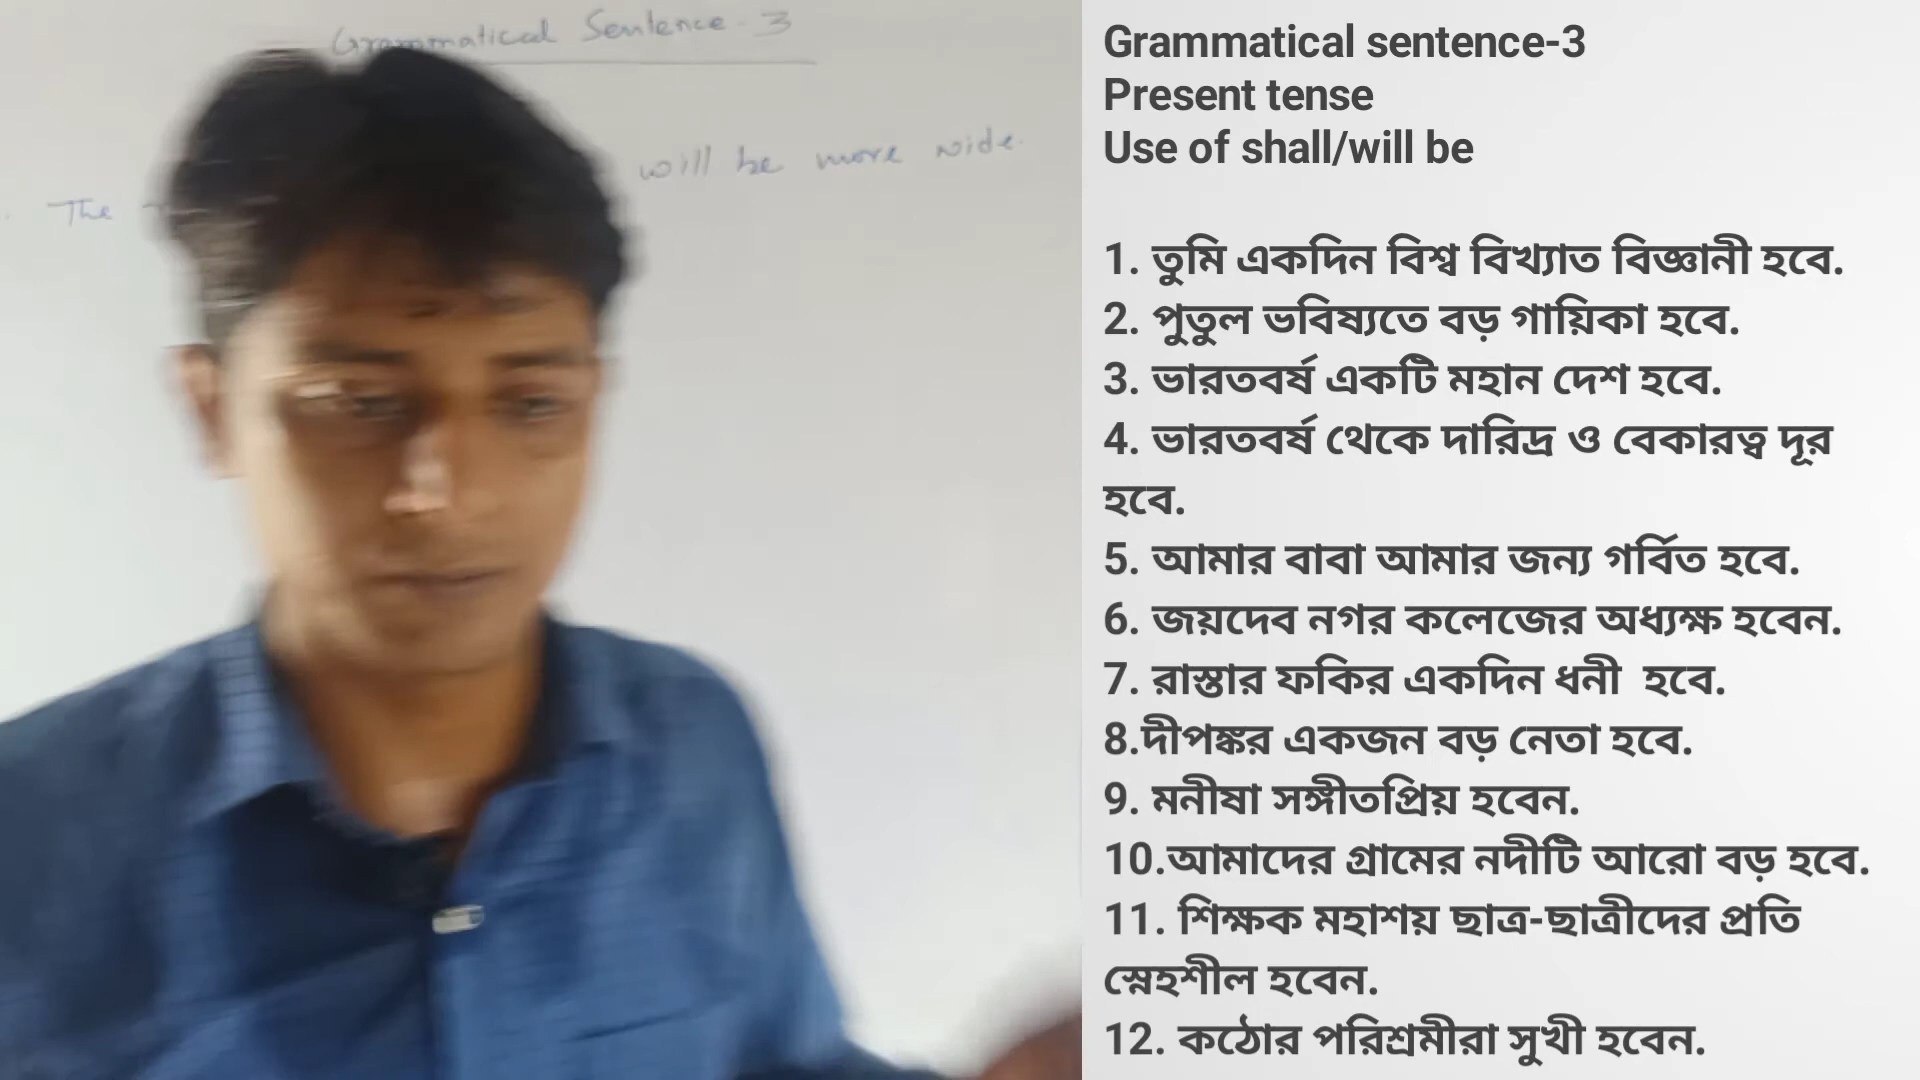 Grammatical Sentence - 3
will be more wide.
The
Grammatical sentence-3
Present tense
Use of shall/will be
1. তুমি একদিন বিশ্ব বিখ্যাত বিজ্ঞানী হবে.
2. পুতুল ভবিষ্যতে বড় গায়িকা হবে.
3. ভারতবর্ষ একটি মহান দেশ হবে.
4. ভারতবর্ষ থেকে দারিদ্র ও বেকারত্ব দূর
হবে.
5. আমার বাবা আমার জন্য গর্বিত হবে.
6. জয়দেব নগর কলেজের অধ্যক্ষ হবেন.
7. রাস্তার ফকির একদিন ধনী হবে.
8.দীপঙ্কর একজন বড় নেতা হবে.
9. মনীষা সঙ্গীতপ্রিয় হবেন.
10.আমাদের গ্রামের নদীটি আরো বড় হবে.
11. শিক্ষক মহাশয় ছাত্র-ছাত্রীদের প্রতি
স্নেহশীল হবেন.
12. কঠোর পরিশ্রমীরা সুখী হবেন.